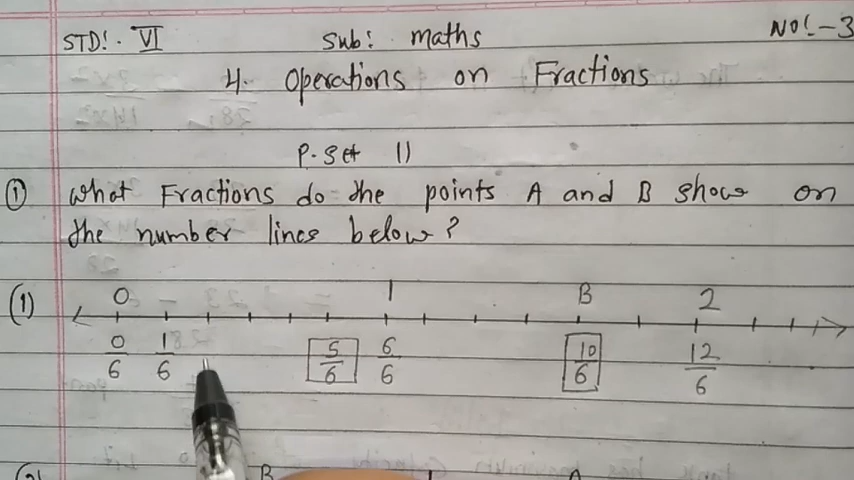 STD:. VI Sub: maths NO:-3
4. Operations on Fractions
P. Set 11
① What Fractions do the points A and B show on
the number lines below?
(1) 0 1 B 2
0/6 1/6 5/6 6/6 10/6 12/6
B A